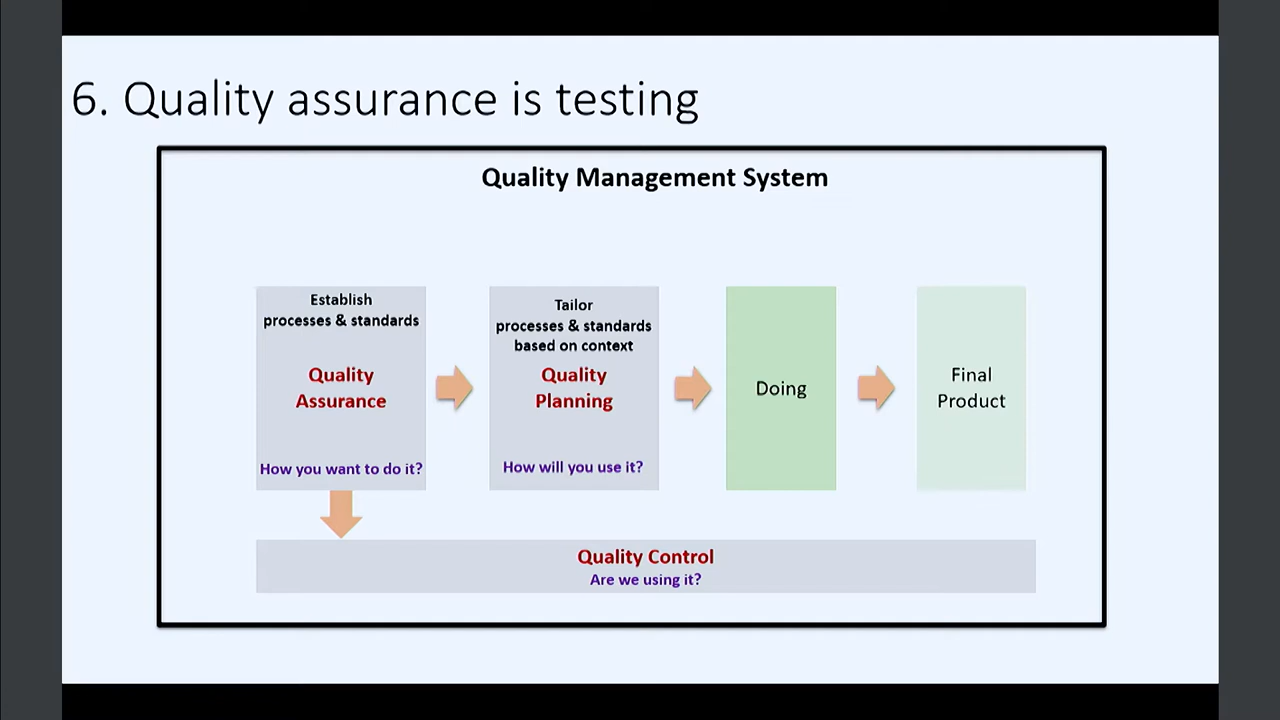 6. Quality assurance is testing
Quality Management System
Establish
processes & standards
Quality
Assurance
How you want to do it?
Tailor
processes & standards
based on context
Quality
Planning
How will you use it?
Doing
Final
Product
Quality Control
Are we using it?